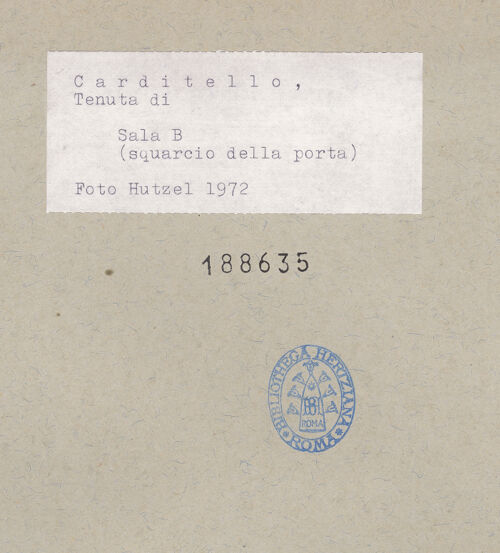 Carditello,
Tenuta di
Sala B
(squarcio della porta)
Foto Hutzel 1972
188635
BIBLIOTHECA HERTZIANA
ROMA
ROMA